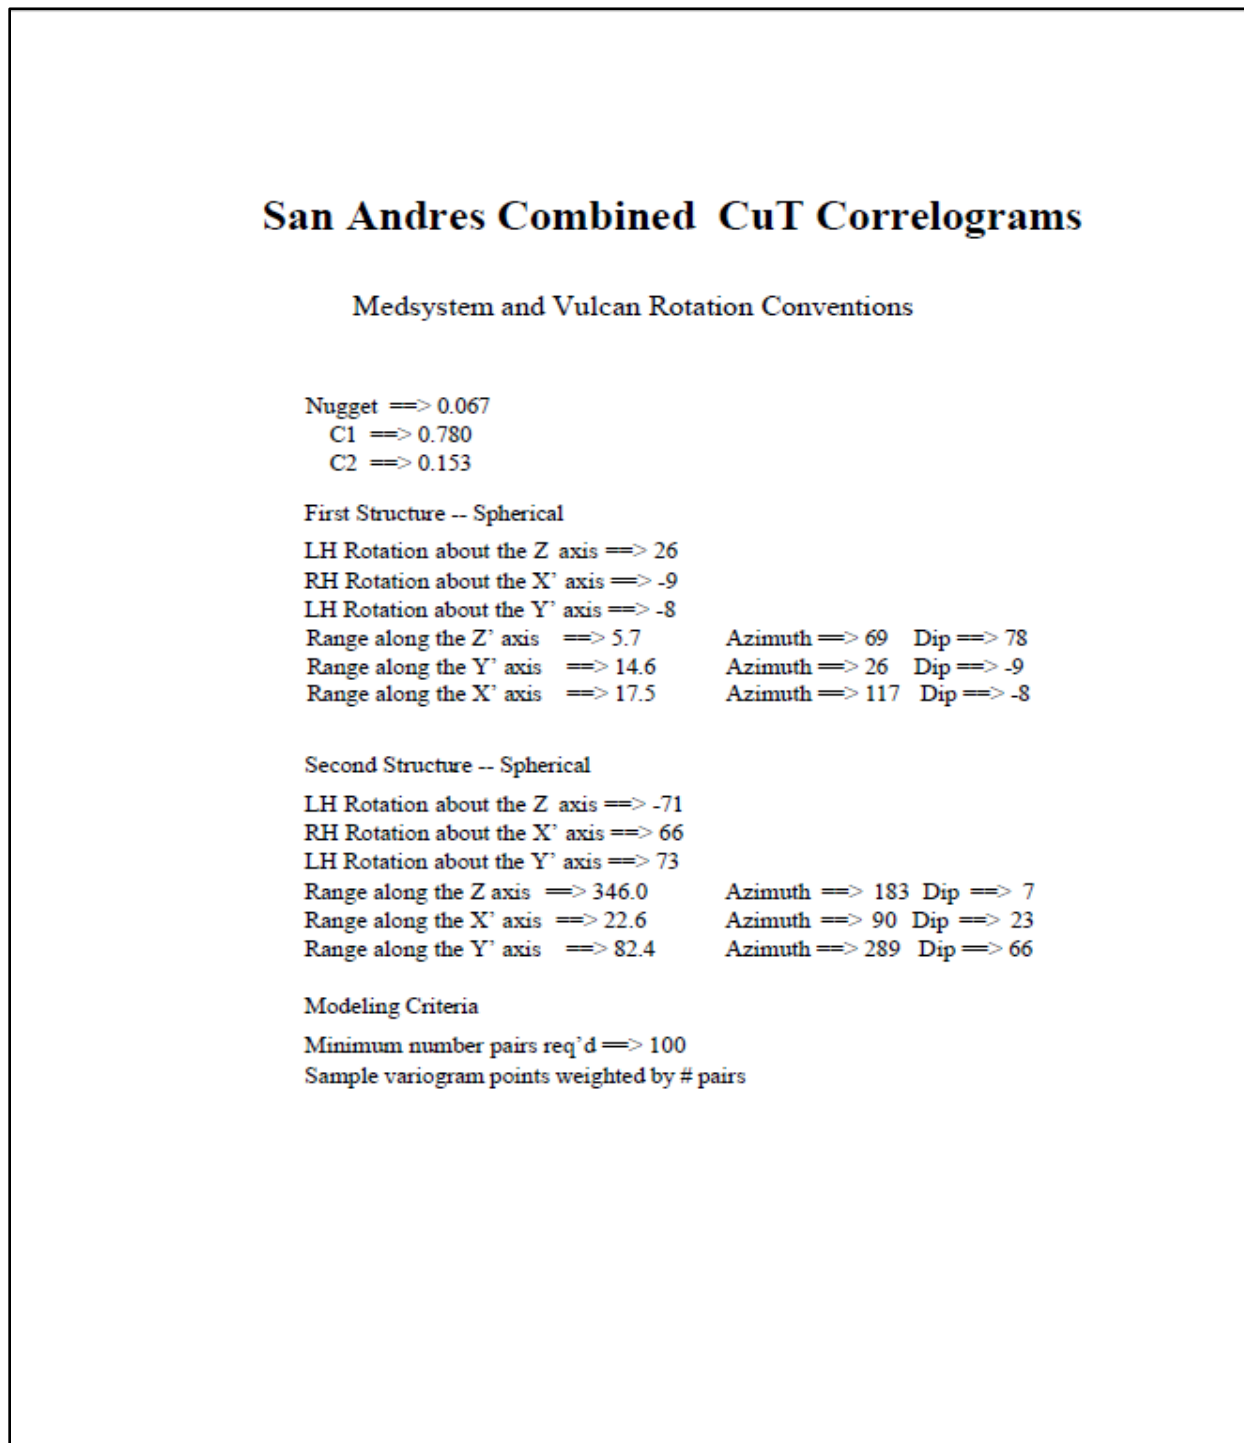 San Andres Combined CuT Correlograms
Medsystem and Vulcan Rotation Conventions
Nugget ==> 0.067
C1 ==> 0.780
C2 ==> 0.153
First Structure -- Spherical
LH Rotation about the Z axis ==> 26
RH Rotation about the X’ axis ==> -9
LH Rotation about the Y’ axis ==> -8
Range along the Z’ axis ==> 5.7 Azimuth ==> 69 Dip ==> 78
Range along the Y’ axis ==> 14.6 Azimuth ==> 26 Dip ==> -9
Range along the X’ axis ==> 17.5 Azimuth ==> 117 Dip ==> -8
Second Structure -- Spherical
LH Rotation about the Z axis ==> -71
RH Rotation about the X’ axis ==> 66
LH Rotation about the Y’ axis ==> 73
Range along the Z axis ==> 346.0 Azimuth ==> 183 Dip ==> 7
Range along the X’ axis ==> 22.6 Azimuth ==> 90 Dip ==> 23
Range along the Y’ axis ==> 82.4 Azimuth ==> 289 Dip ==> 66
Modeling Criteria
Minimum number pairs req’d ==> 100
Sample variogram points weighted by # pairs